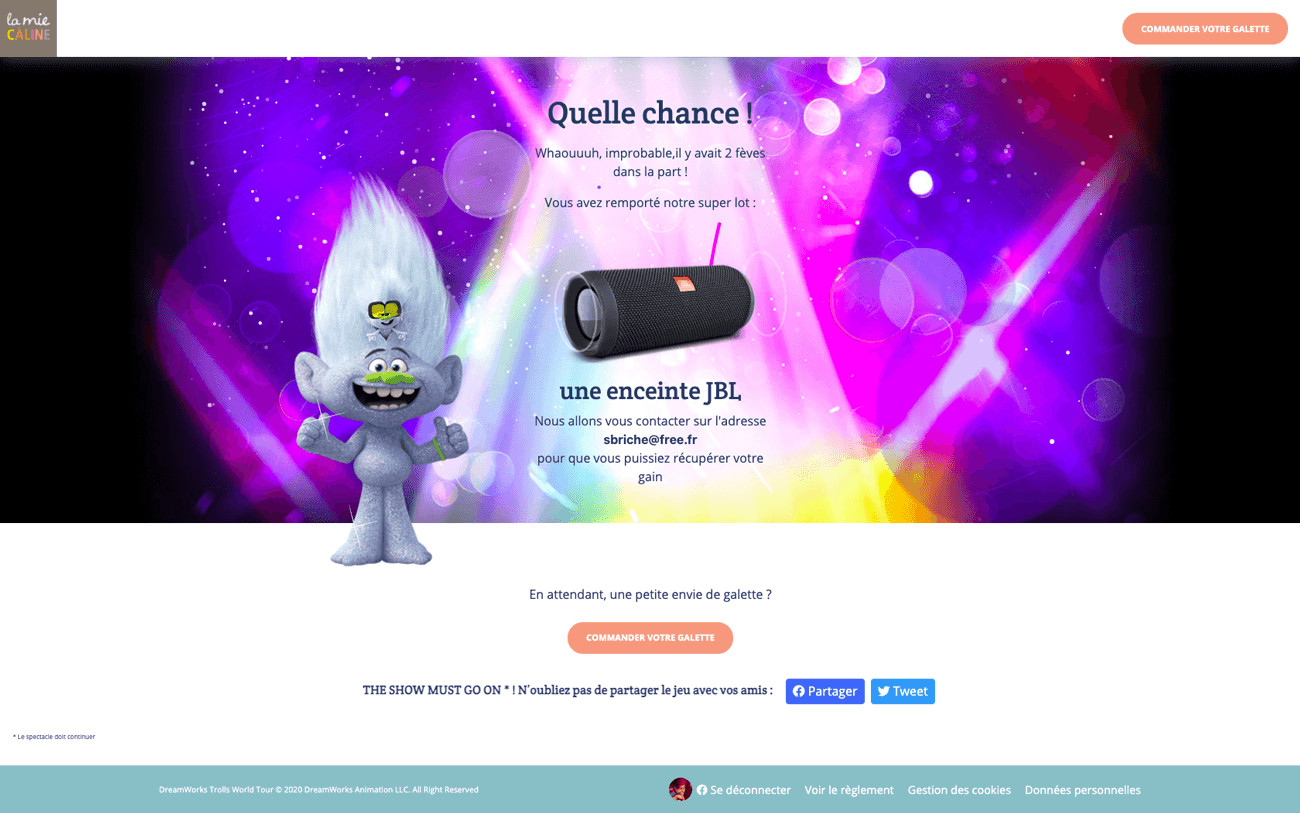 la mie
CÂLINE
COMMANDER VOTRE GALETTE
Quelle chance !
Whaouuuh, improbable,il y avait 2 fèves
dans la part !
Vous avez remporté notre super lot :
JBL
une enceinte JBL
Nous allons vous contacter sur l'adresse
sbriche@free.fr
pour que vous puissiez récupérer votre
gain
En attendant, une petite envie de galette ?
COMMANDER VOTRE GALETTE
THE SHOW MUST GO ON * ! N'oubliez pas de partager le jeu avec vos amis :
Partager
Tweet
* Le spectacle doit continuer
DreamWorks Trolls World Tour © 2020 DreamWorks Animation LLC. All Right Reserved
Se déconnecter
Voir le règlement
Gestion des cookies
Données personnelles